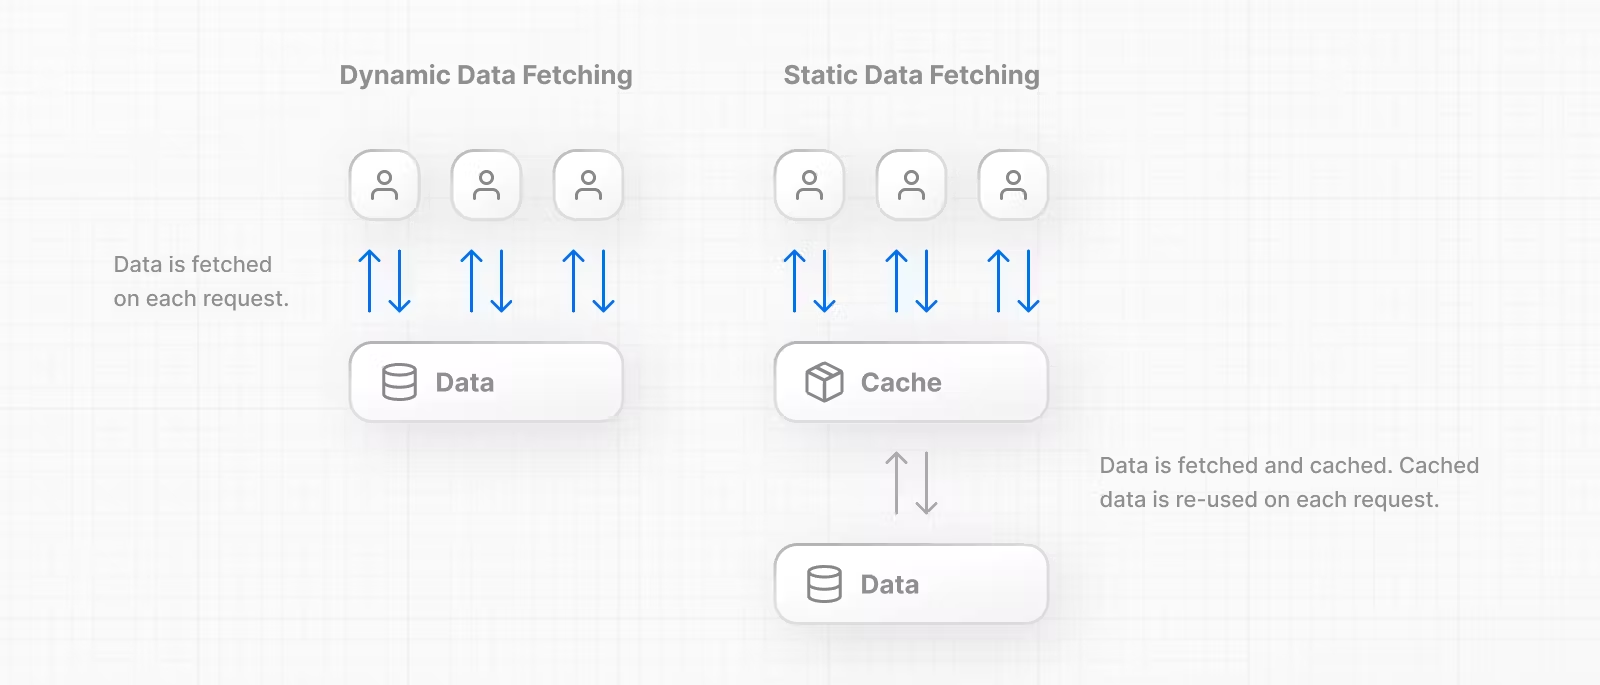 Dynamic Data Fetching
Static Data Fetching
Data is fetched
on each request.
Data
Cache
Data is fetched and cached. Cached
data is re-used on each request.
Data